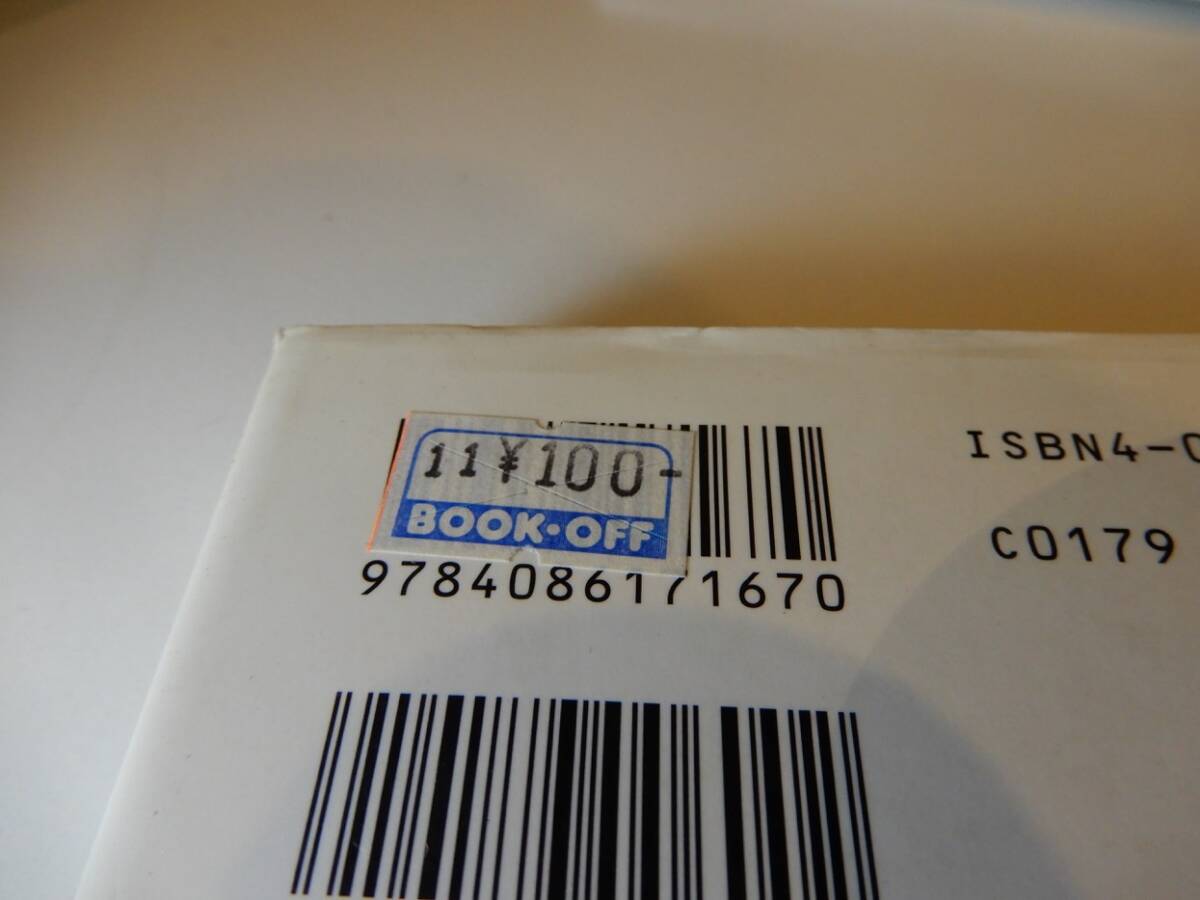 11 ¥100-
BOOK・OFF
9784086171670
ISBN4-0
C0179